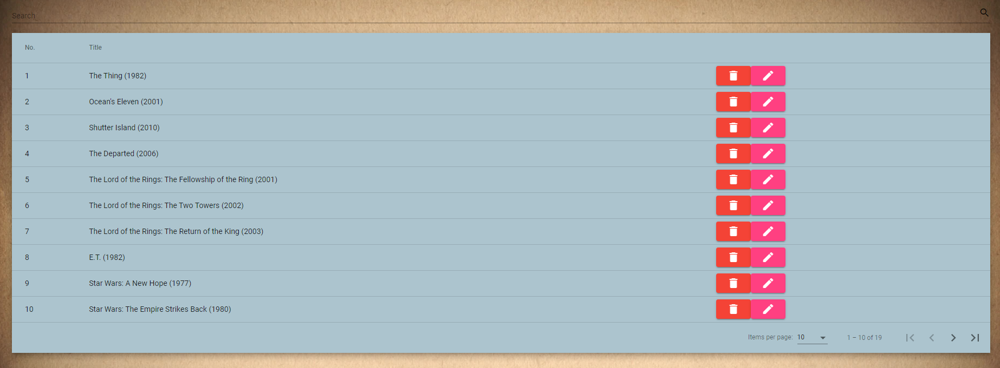 Search
No. Title
1 The Thing (1982)
2 Ocean's Eleven (2001)
3 Shutter Island (2010)
4 The Departed (2006)
5 The Lord of the Rings: The Fellowship of the Ring (2001)
6 The Lord of the Rings: The Two Towers (2002)
7 The Lord of the Rings: The Return of the King (2003)
8 E.T. (1982)
9 Star Wars: A New Hope (1977)
10 Star Wars: The Empire Strikes Back (1980)
Items per page: 10 1 – 10 of 19